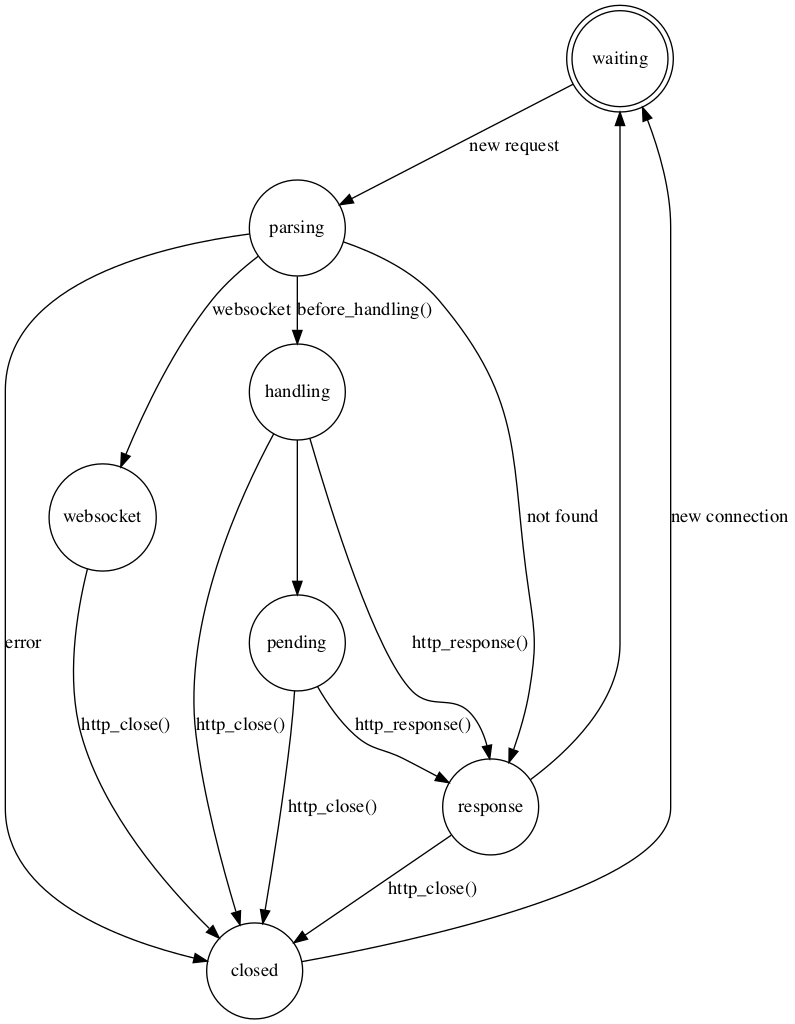 waiting
new request
parsing
websocket
before_handling()
handling
websocket
not found
new connection
error
pending
http_response()
http_close()
http_close()
http_response()
http_close()
response
http_close()
closed